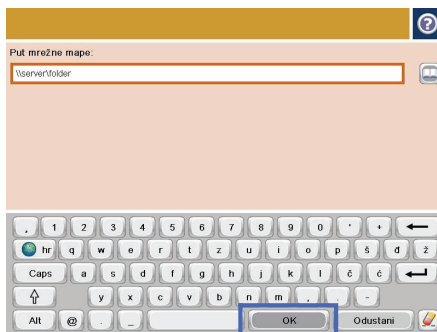 ?
Put mrežne mape:
\\server\folder
¸ 1 2 3 4 5 6 7 8 9 0 ' +
hr q w e r t z u i o p š đ ž
Caps a s d f g h j k l č ć
y x c v b n m , . -
Alt @ . _ OK Odustani